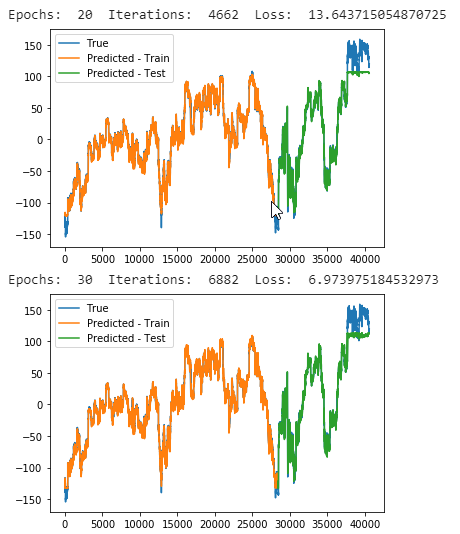 Epochs:  20  Iterations:  4662  Loss:  13.643715054870725
True
Predicted - Train
Predicted - Test
150
100
50
0
−50
−100
−150
0 5000 10000 15000 20000 25000 30000 35000 40000
Epochs:  30  Iterations:  6882  Loss:  6.973975184532973
True
Predicted - Train
Predicted - Test
150
100
50
0
−50
−100
−150
0 5000 10000 15000 20000 25000 30000 35000 40000